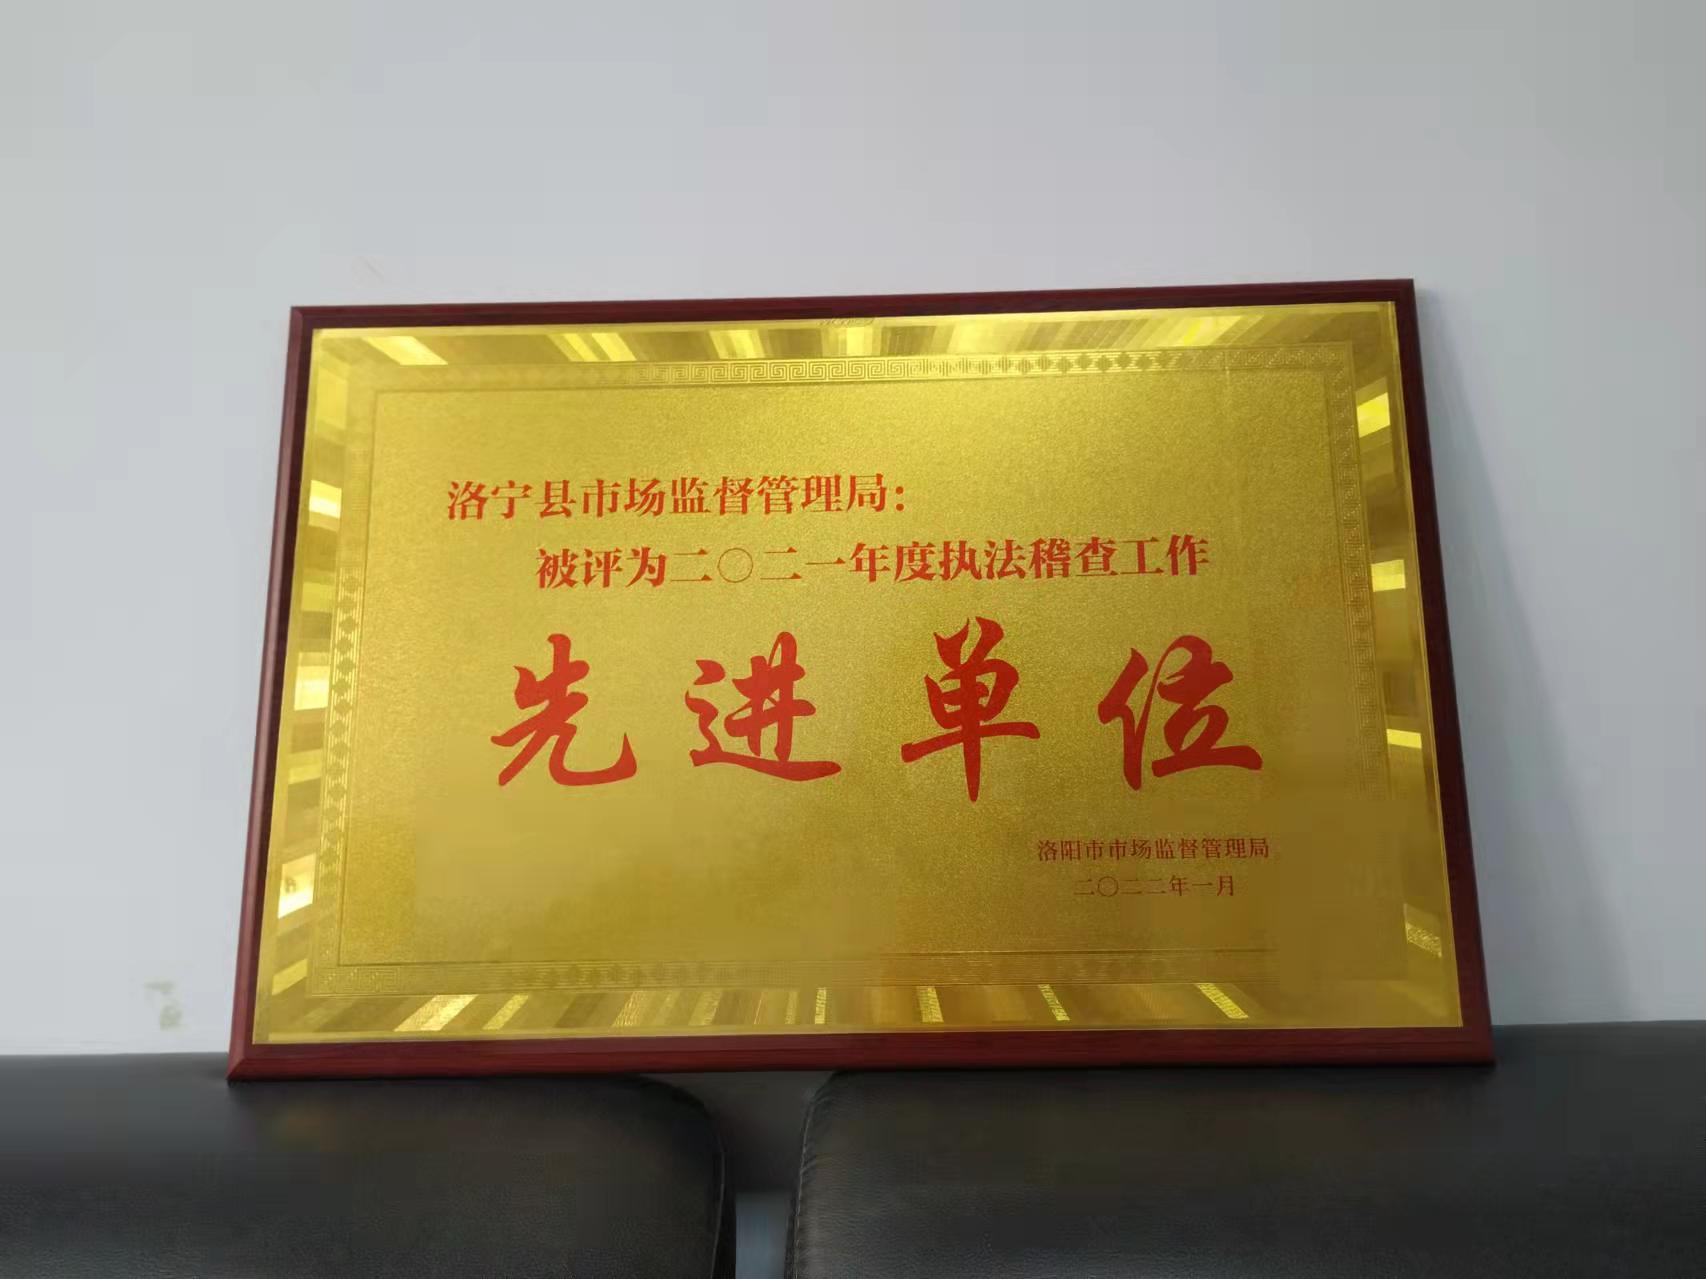 洛宁县市场监督管理局：
被评为二〇二一年度执法稽查工作
先进单位
洛阳市市场监督管理局
二〇二二年一月